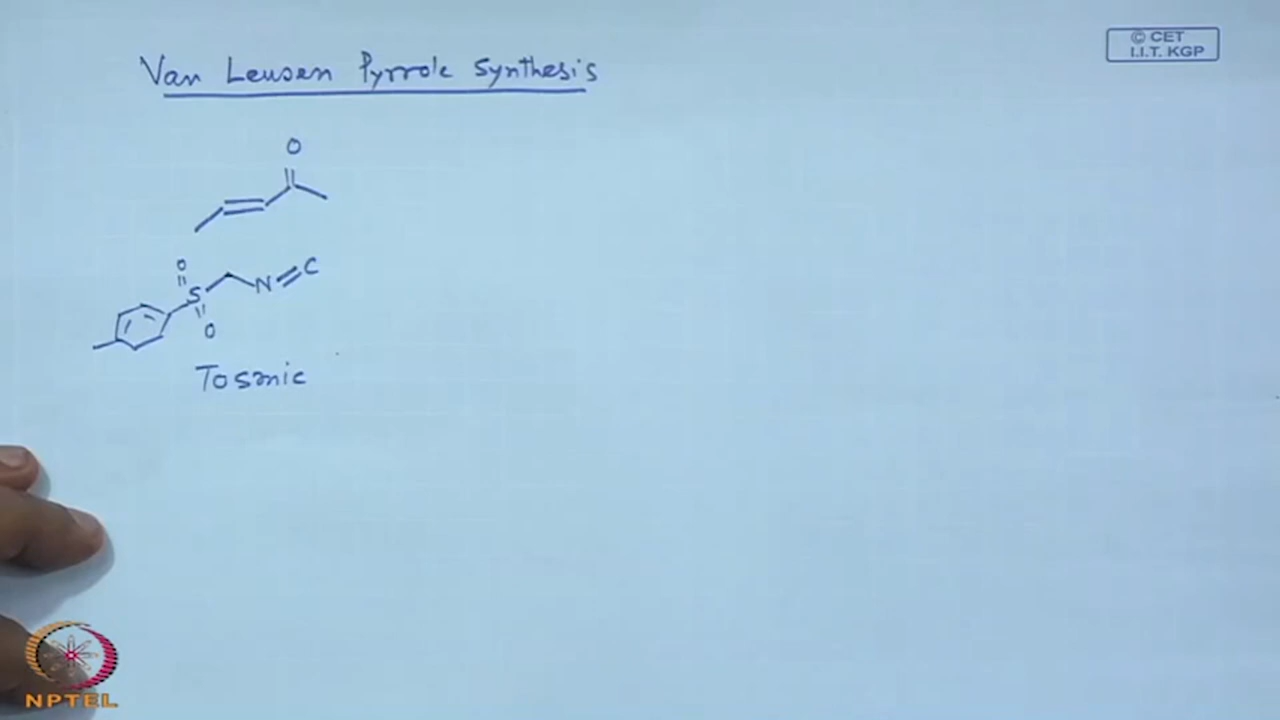 Van Leusen Pyrrole Synthesis
© CET
I.I.T. KGP
O
O
S
N
C
O
Tosmic
NPTEL